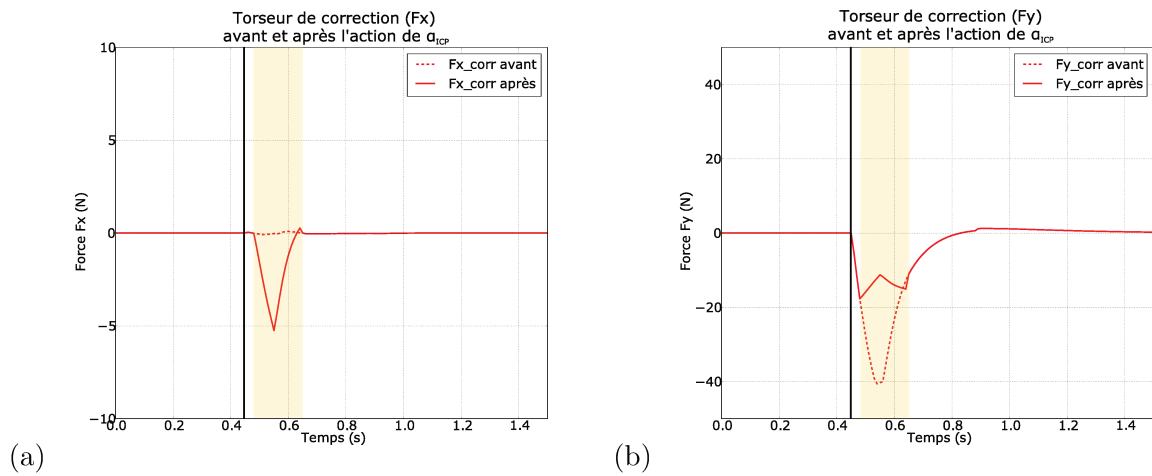 Torseur de correction (Fx)
avant et après l'action de α_ICP
Fx_corr avant
Fx_corr après
10
5
0
−5
−10
Force Fx (N)
0.0 0.2 0.4 0.6 0.8 1.0 1.2 1.4
Temps (s)
(a)
Torseur de correction (Fy)
avant et après l'action de α_ICP
Fy_corr avant
Fy_corr après
40
20
0
−20
−40
Force Fy (N)
0.0 0.2 0.4 0.6 0.8 1.0 1.2 1.4
Temps (s)
(b)